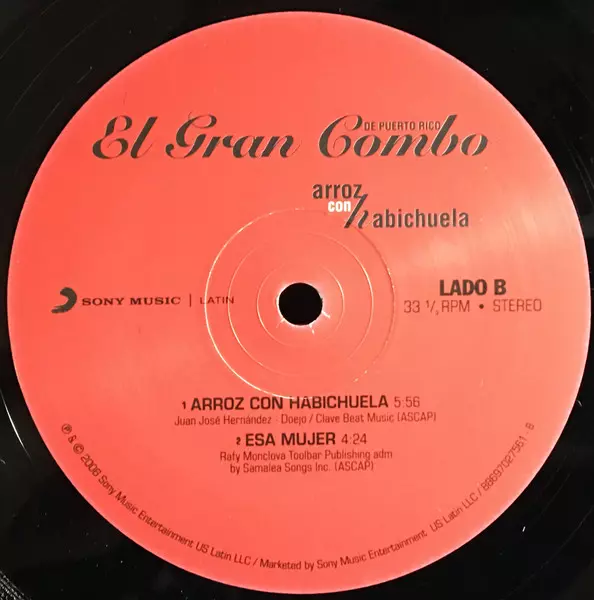 El Gran Combo
DE PUERTO RICO
arroz
con
habichuela
SONY MUSIC | LATIN
LADO B
33 1/3 RPM • STEREO
1 ARROZ CON HABICHUELA 5:56
Juan José Hernández - Doejo / Clave Beat Music (ASCAP)
2 ESA MUJER 4:24
Rafy Monclova Toolbar Publishing adm
by Samalea Songs Inc. (ASCAP)
℗ & © 2006 Sony Music Entertainment US Latin LLC / Marketed by Sony Music Entertainment US Latin LLC / 88697027561 - B